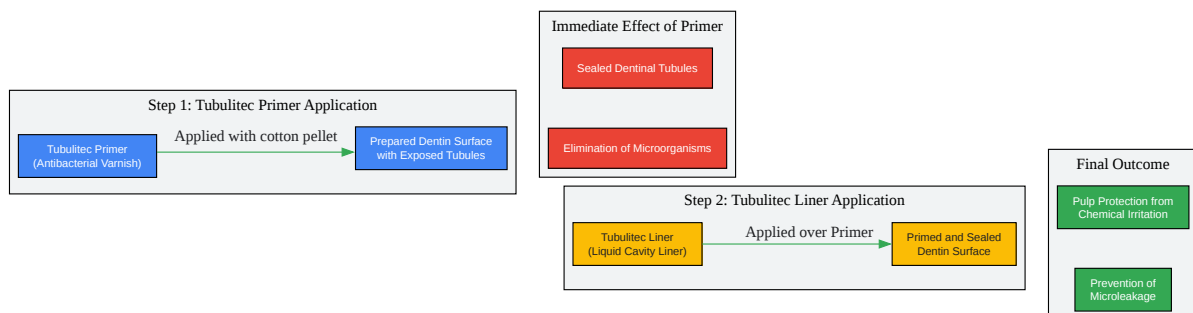 Step 1: Tubulitec Primer Application
Tubulitec Primer
(Antibacterial Varnish)
Applied with cotton pellet
Prepared Dentin Surface
with Exposed Tubules
Immediate Effect of Primer
Sealed Dentinal Tubules
Elimination of Microorganisms
Step 2: Tubulitec Liner Application
Tubulitec Liner
(Liquid Cavity Liner)
Applied over Primer
Primed and Sealed
Dentin Surface
Final Outcome
Pulp Protection from
Chemical Irritation
Prevention of
Microleakage